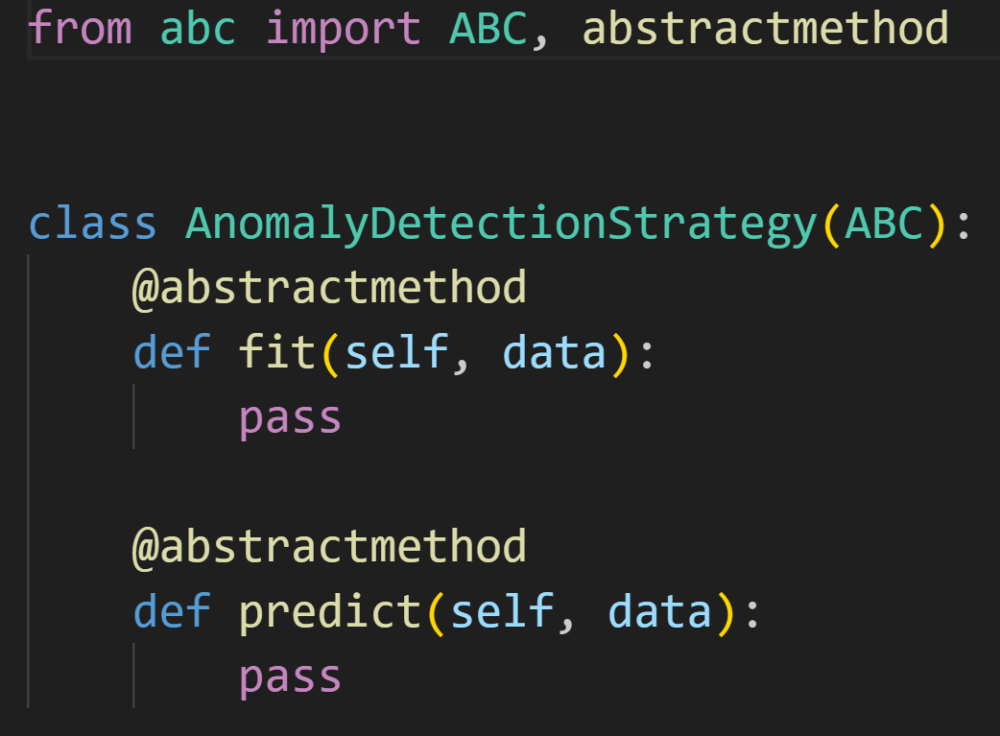 from abc import ABC, abstractmethod
class AnomalyDetectionStrategy(ABC):
    @abstractmethod
    def fit(self, data):
        pass
    @abstractmethod
    def predict(self, data):
        pass